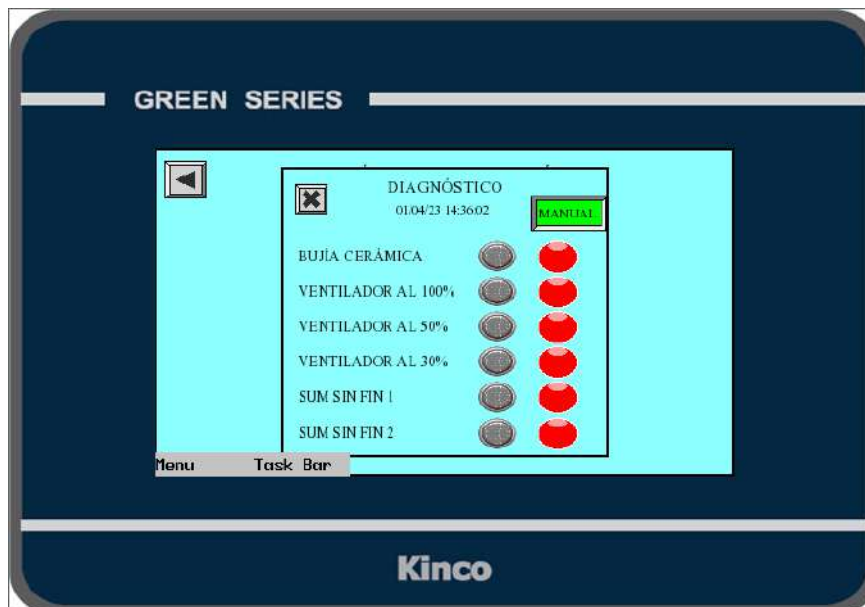 GREEN SERIES
DIAGNÓSTICO
01/04/23 14:36:02
MANUAL
BUJÍA CERÁMICA
VENTILADOR AL 100%
VENTILADOR AL 50%
VENTILADOR AL 30%
SUM SIN FIN 1
SUM SIN FIN 2
Menu Task Bar
Kinco